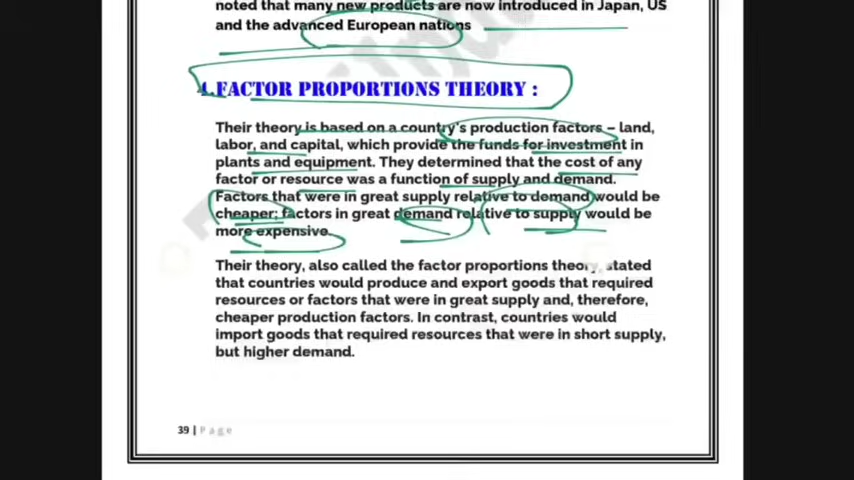 noted that many new products are now introduced in Japan, US
and the advanced European nations
4.FACTOR PROPORTIONS THEORY :
Their theory is based on a country's production factors – land,
labor, and capital, which provide the funds for investment in
plants and equipment. They determined that the cost of any
factor or resource was a function of supply and demand.
Factors that were in great supply relative to demand would be
cheaper; factors in great demand relative to supply would be
more expensive.
Their theory, also called the factor proportions theory, stated
that countries would produce and export goods that required
resources or factors that were in great supply and, therefore,
cheaper production factors. In contrast, countries would
import goods that required resources that were in short supply,
but higher demand.
39 | Page